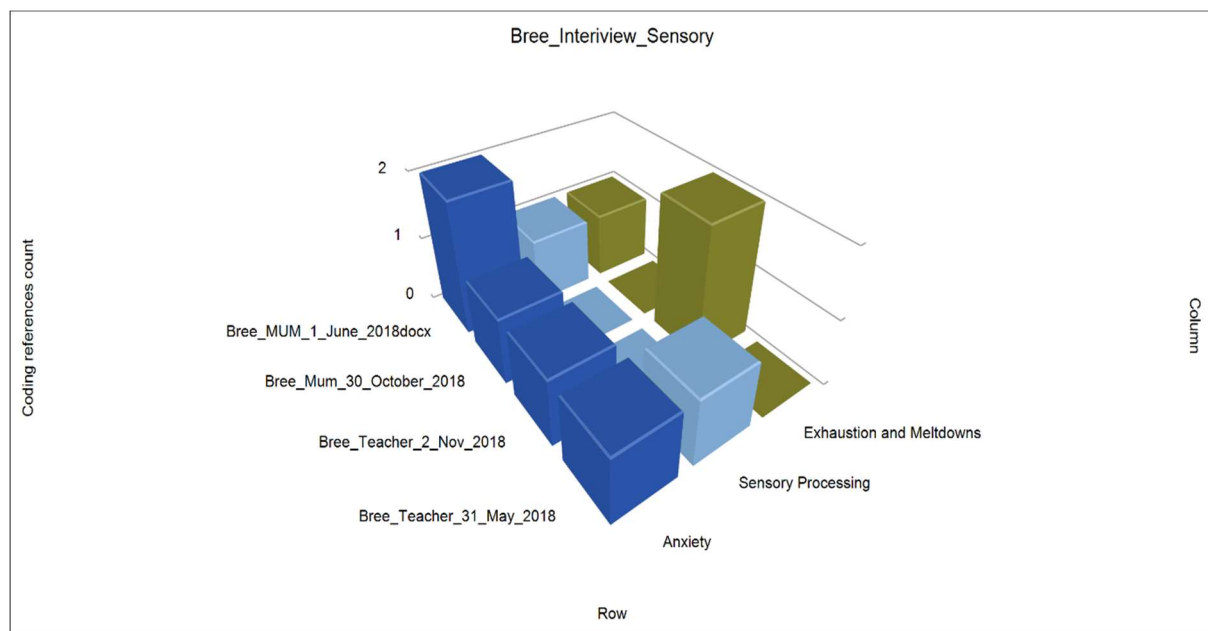 Bree_Interiview_Sensory
2
1
0
Coding references count
Column
Bree_MUM_1_June_2018docx
Bree_Mum_30_October_2018
Bree_Teacher_2_Nov_2018
Bree_Teacher_31_May_2018
Exhaustion and Meltdowns
Sensory Processing
Anxiety
Row